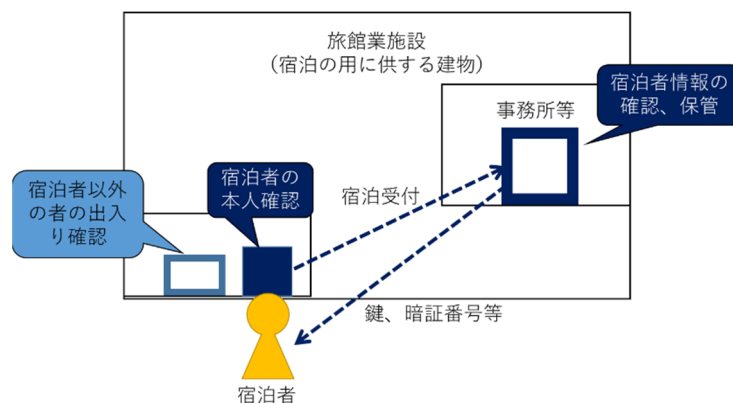 旅館業施設
(宿泊の用に供する建物)
宿泊者情報の
確認、保管
事務所等
宿泊者の
本人確認
宿泊者以外
の者の出入
り確認
宿泊受付
鍵、暗証番号等
宿泊者